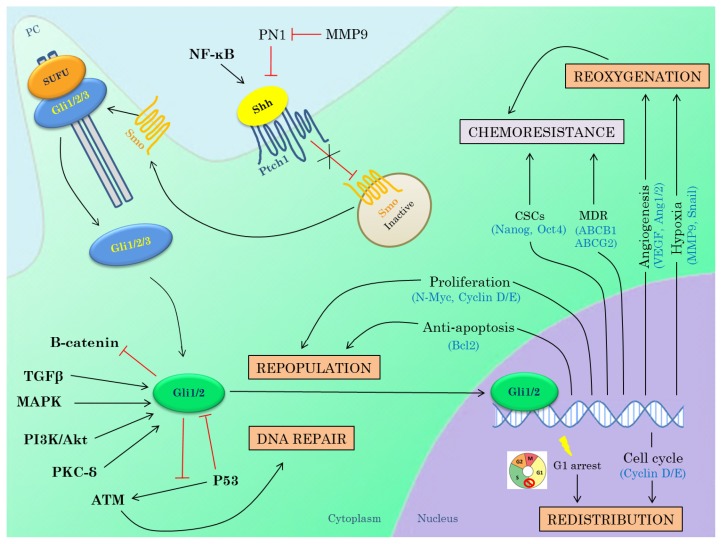 PC
SUFU
Gli1/2/3
Smo
NF-κB
PN1
MMP9
Shh
Ptch1
Smo
Inactive
Gli1/2/3
REOXYGENATION
CHEMORESISTANCE
CSCs
(Nanog, Oct4)
MDR
(ABCB1
ABCG2)
Angiogenesis
(VEGF, Ang1/2)
Hypoxia
(MMP9, Snail)
Proliferation
(N-Myc, Cyclin D/E)
Anti-apoptosis
(Bcl2)
B-catenin
TGFβ
MAPK
PI3K/Akt
PKC-δ
ATM
P53
Gli1/2
REPOPULATION
DNA REPAIR
Gli1/2
G2
M
S
G1
G1 arrest
Cell cycle
(Cyclin D/E)
REDISTRIBUTION
Cytoplasm
Nucleus